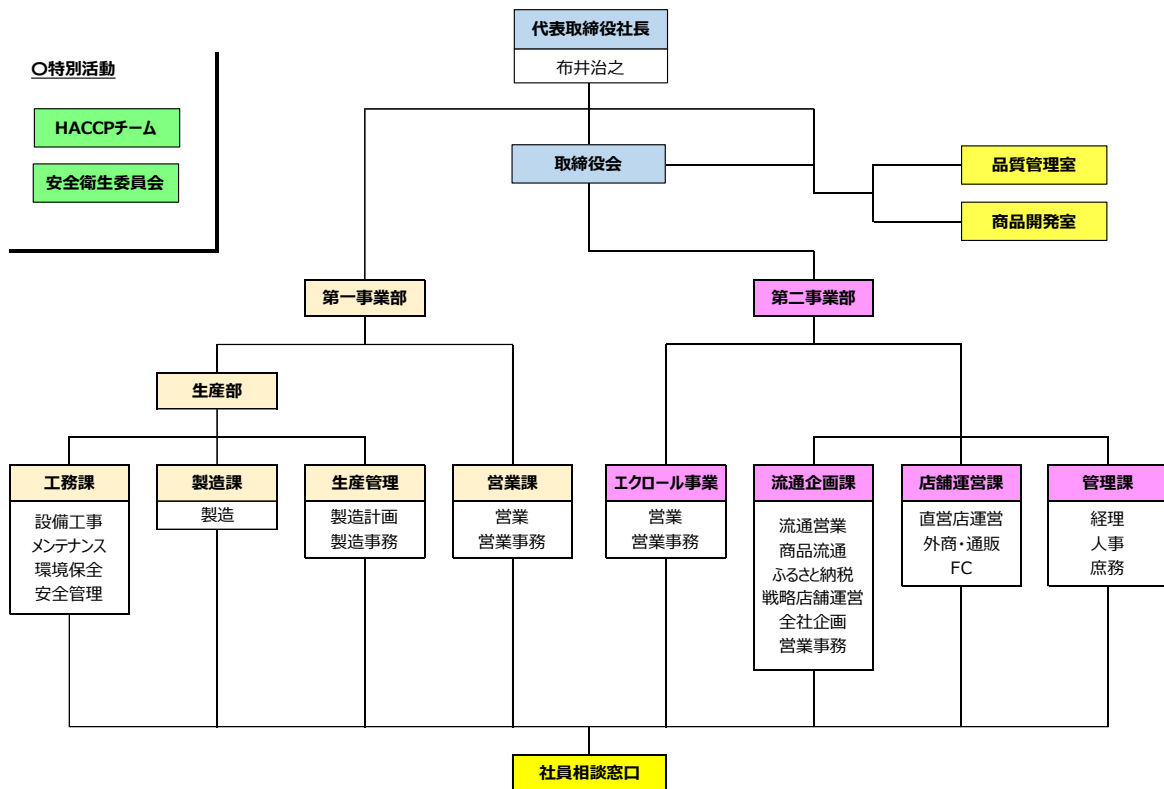 代表取締役社長
布井治之
〇特別活動
HACCPチーム
安全衛生委員会
取締役会
品質管理室
商品開発室
第一事業部
第二事業部
生産部
工務課
設備工事
メンテナンス
環境保全
安全管理
製造課
製造
生産管理
製造計画
製造事務
営業課
営業
営業事務
エクロール事業
営業
営業事務
流通企画課
流通営業
商品流通
ふるさと納税
戦略店舗運営
全社企画
営業事務
店舗運営課
直営店運営
外商・通販
FC
管理課
経理
人事
庶務
社員相談窓口